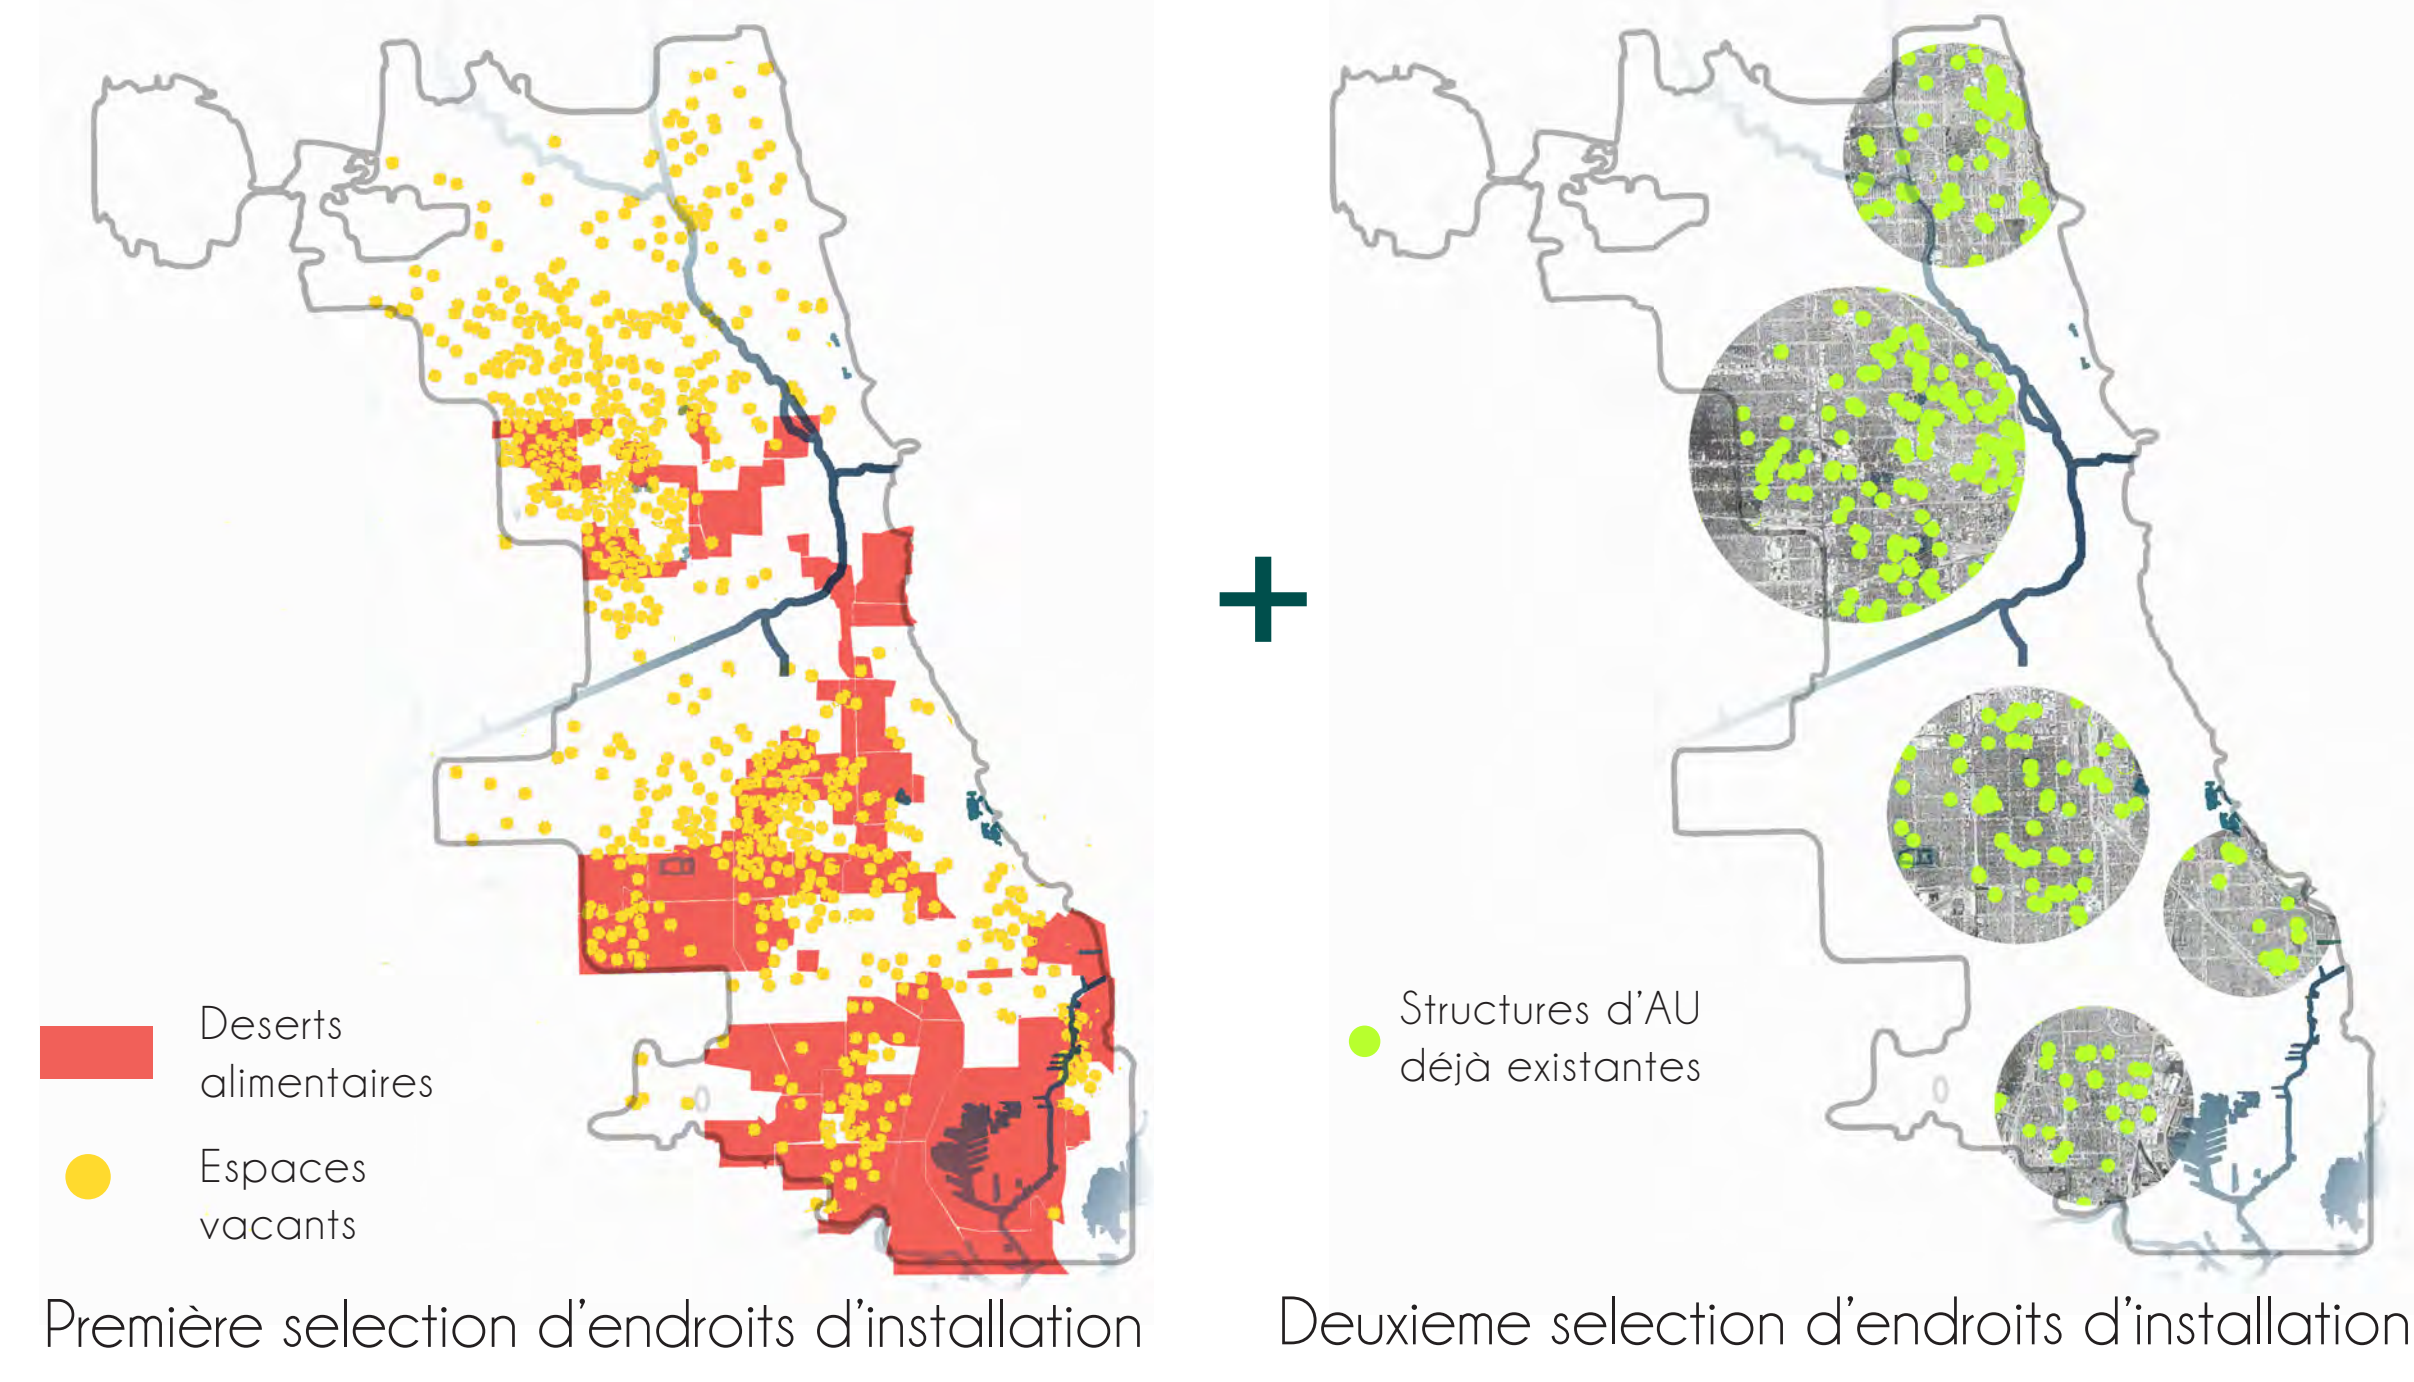 Deserts
alimentaires
Espaces
vacants
Première selection d'endroits d'installation
+
Structures d'AU
déjà existantes
Deuxieme selection d'endroits d'installation